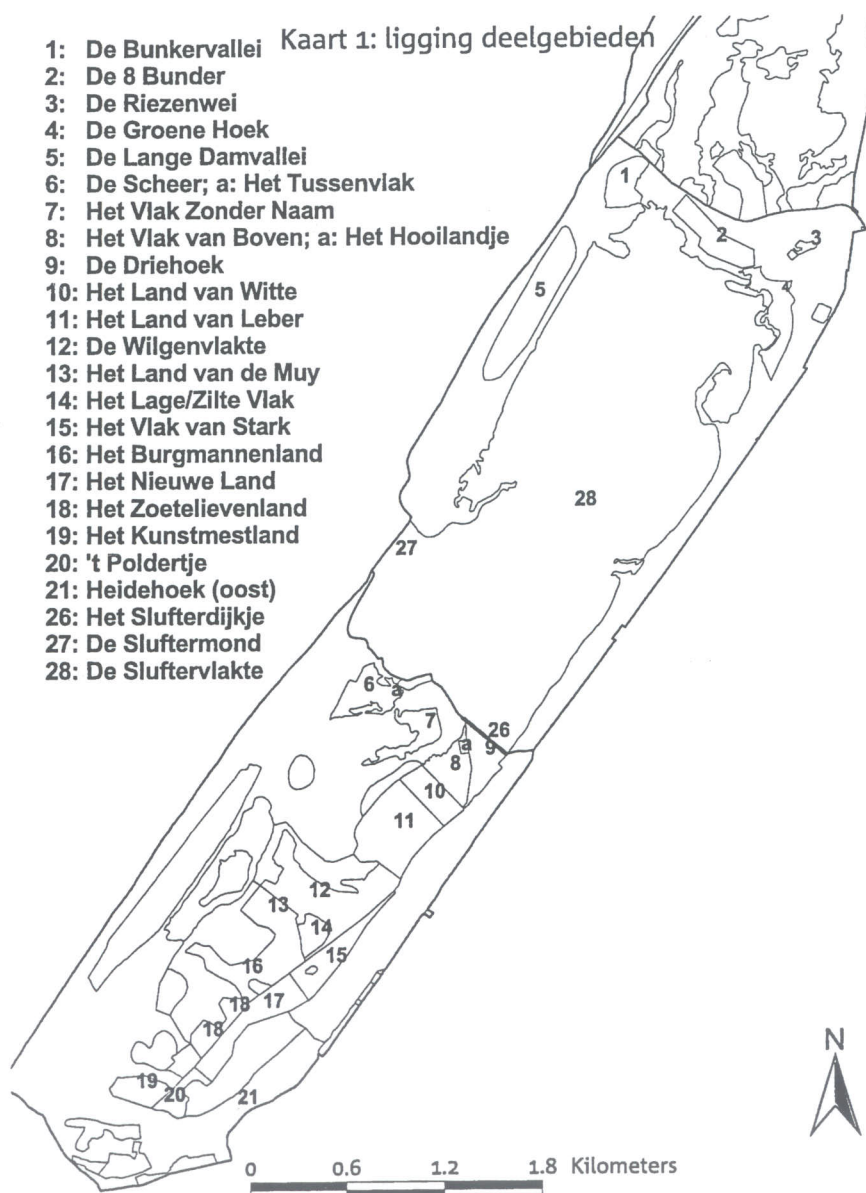 Kaart 1: ligging deelgebieden
1: De Bunkervallei
2: De 8 Bunder
3: De Riezenwei
4: De Groene Hoek
5: De Lange Damvallei
6: De Scheer; a: Het Tussenvlak
7: Het Vlak Zonder Naam
8: Het Vlak van Boven; a: Het Hooilandje
9: De Driehoek
10: Het Land van Witte
11: Het Land van Leber
12: De Wilgenvlakte
13: Het Land van de Muy
14: Het Lage/Zilte Vlak
15: Het Vlak van Stark
16: Het Burgmannenland
17: Het Nieuwe Land
18: Het Zoetelievenland
19: Het Kunstmestland
20: 't Poldertje
21: Heidehoek (oost)
26: Het Slufterdijkje
27: De Sluftermond
28: De Sluftervlakte
1
2
3
4
5
28
27
6
a
7
26
a
9
8
10
11
12
13
14
15
16
18
17
18
19
20
21
N
0 0.6 1.2 1.8 Kilometers